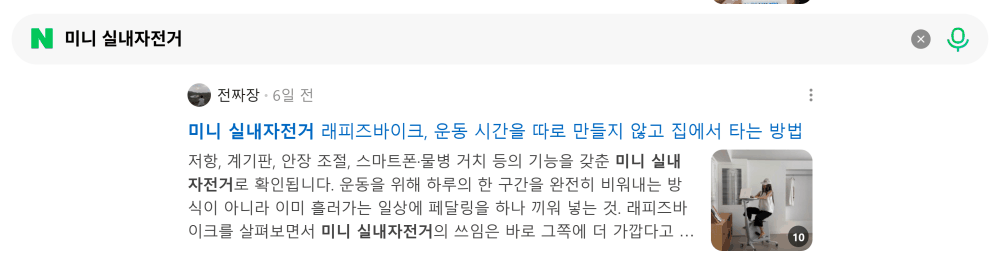 N 미니 실내자전거
전짜장 · 6일 전
미니 실내자전거 래피즈바이크, 운동 시간을 따로 만들지 않고 집에서 타는 방법
저항, 계기판, 안장 조절, 스마트폰·물병 거치 등의 기능을 갖춘 미니 실내
자전거로 확인됩니다. 운동을 위해 하루의 한 구간을 완전히 비워내는 방
식이 아니라 이미 흘러가는 일상에 페달링을 하나 끼워 넣는 것. 래피즈바
이크를 살펴보면서 미니 실내자전거의 쓰임은 바로 그쪽에 더 가깝다고 ...
10